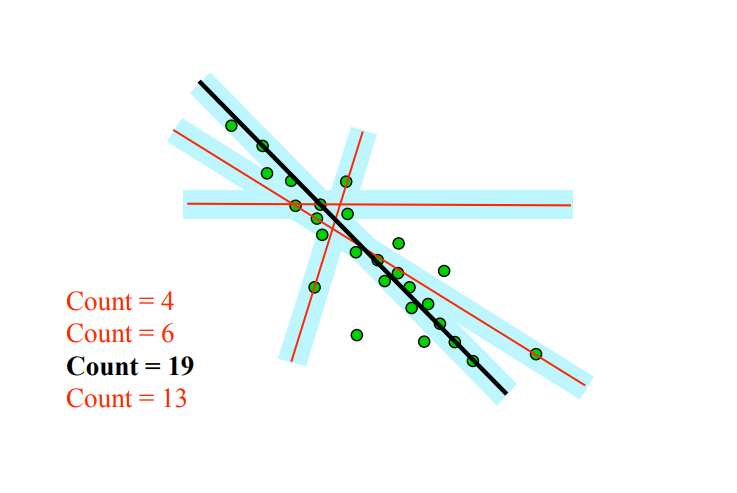 Count = 4
Count = 6
Count = 19
Count = 13